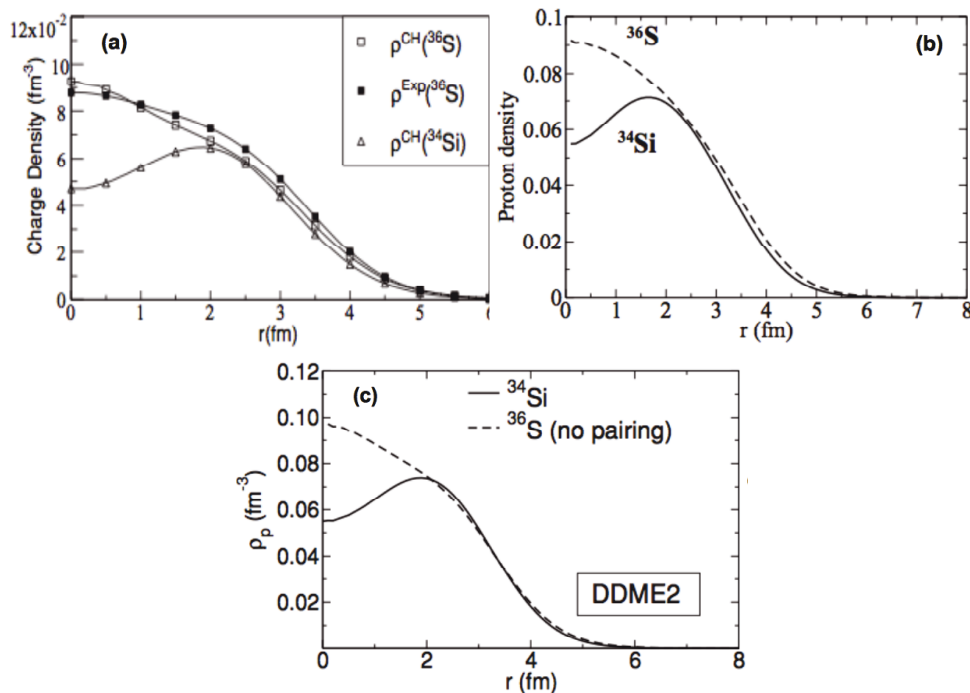 (a)
12x10⁻²
10
8
6
4
2
0
Charge Density (fm⁻³)
ρᶜᴴ(³⁶S)
ρᴱˣᵖ(³⁶S)
ρᶜᴴ(³⁴Si)
0 1 2 3 4 5 6
r(fm)
(b)
0.1
0.08
0.06
0.04
0.02
0
Proton density
³⁶S
³⁴Si
0 1 2 3 4 5 6 7 8
r (fm)
(c)
0.12
0.10
0.08
0.06
0.04
0.02
ρₚ (fm⁻³)
³⁴Si
³⁶S (no pairing)
DDME2
0 2 4 6 8
r (fm)